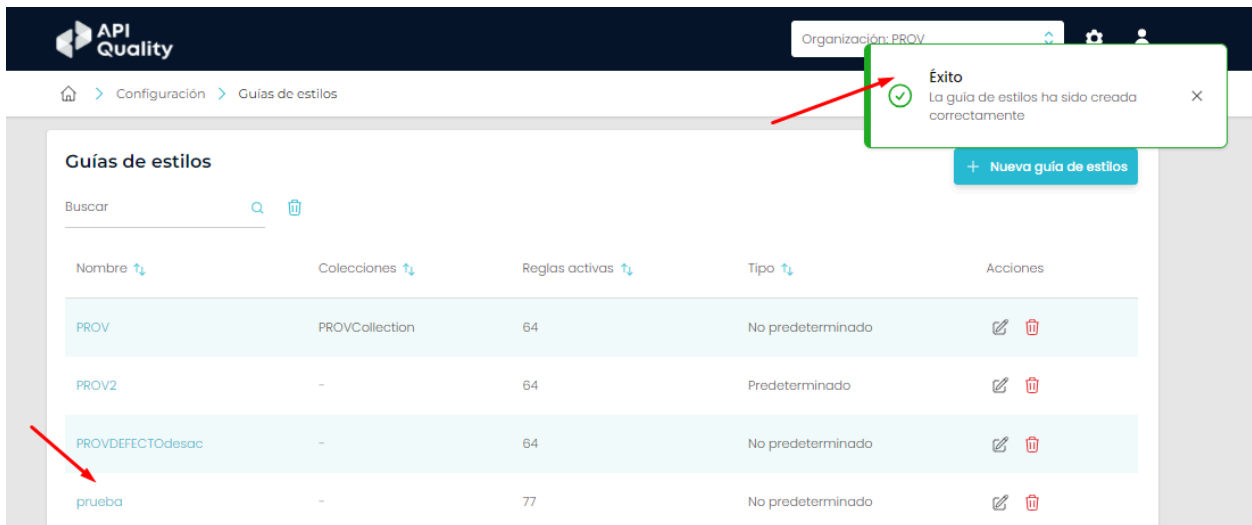 API
Quality
Organización: PROV
Éxito
La guía de estilos ha sido creada
correctamente
Configuración
Guías de estilos
Guías de estilos
Nueva guía de estilos
Buscar
Nombre Colecciones Reglas activas Tipo Acciones
PROV PROVCollection 64 No predeterminado
PROV2 - 64 Predeterminado
PROVDEFECTOdesac - 64 No predeterminado
prueba - 77 No predeterminado